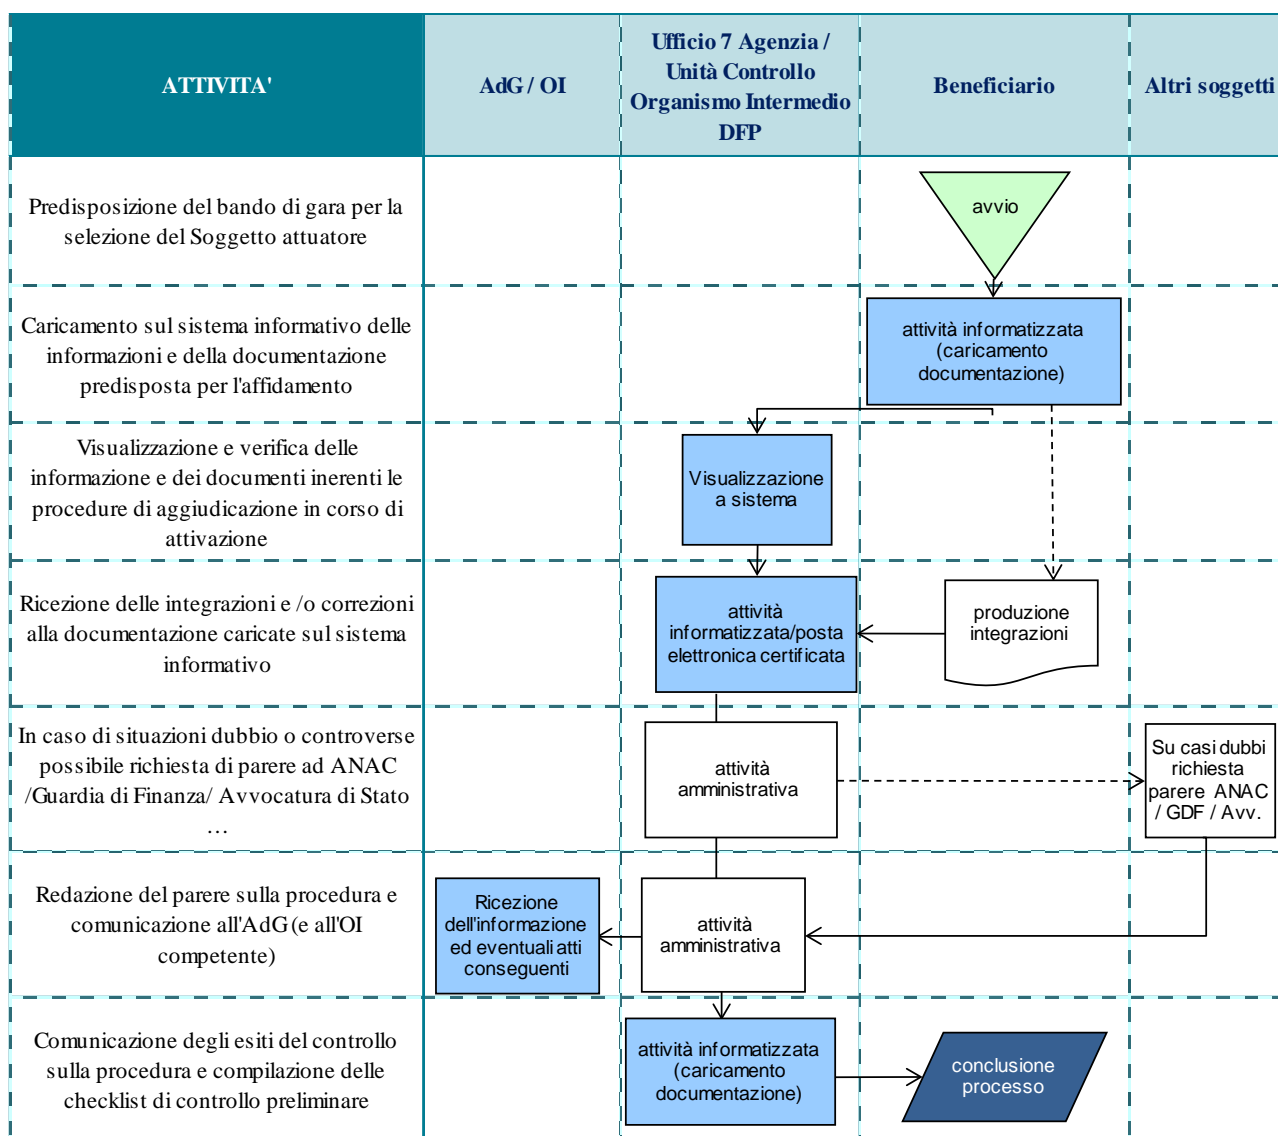 ATTIVITA'
AdG / OI
Ufficio 7 Agenzia /
Unità Controllo
Organismo Intermedio
DFP
Beneficiario
Altri soggetti
Predisposizione del bando di gara per la
selezione del Soggetto attuatore
avvio
Caricamento sul sistema informativo delle
informazioni e della documentazione
predisposta per l'affidamento
attività informatizzata
(caricamento
documentazione)
Visualizzazione e verifica delle
informazione e dei documenti inerenti le
procedure di aggiudicazione in corso di
attivazione
Visualizzazione
a sistema
Ricezione delle integrazioni e /o correzioni
alla documentazione caricate sul sistema
informativo
attività
informatizzata/posta
elettronica certificata
produzione
integrazioni
In caso di situazioni dubbio o controverse
possibile richiesta di parere ad ANAC
/Guardia di Finanza/ Avvocatura di Stato
…
attività
amministrativa
Su casi dubbi
richiesta
parere ANAC
/ GDF / Avv.
Redazione del parere sulla procedura e
comunicazione all'AdG (e all'OI
competente)
Ricezione
dell'informazione
ed eventuali atti
conseguenti
attività
amministrativa
Comunicazione degli esiti del controllo
sulla procedura e compilazione delle
checklist di controllo preliminare
attività informatizzata
(caricamento
documentazione)
conclusione
processo